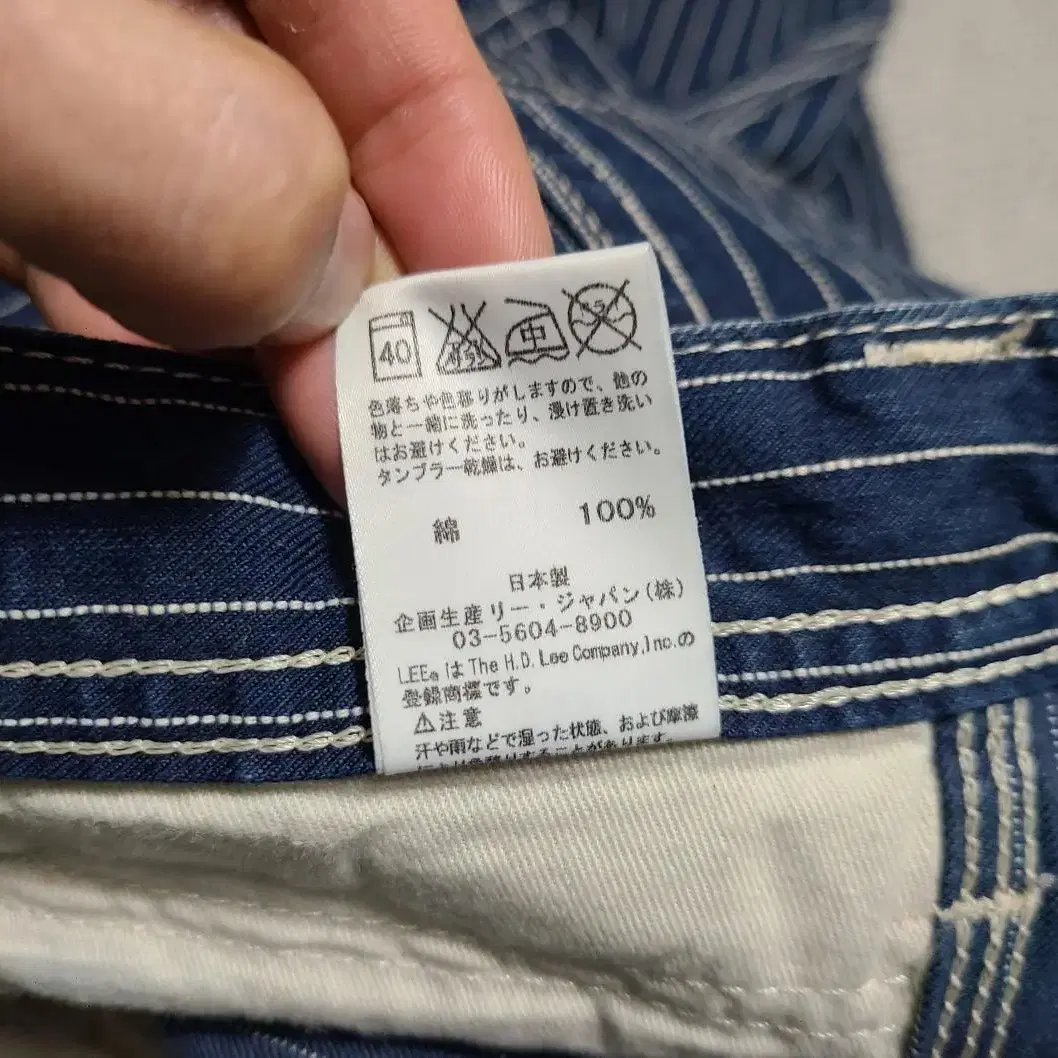 40
中
色落ちや色移りがしますので、他の
物と一緒に洗ったり、浸け置き洗い
はお避けください。
タンブラー乾燥は、お避けください。
綿 100%
日本製
企画生産リー・ジャパン(株)
03-5604-8900
LEE® は The H.D. Lee Company, Inc. の
登録商標です。
⚠注意
汗や雨などで湿った状態、および摩擦